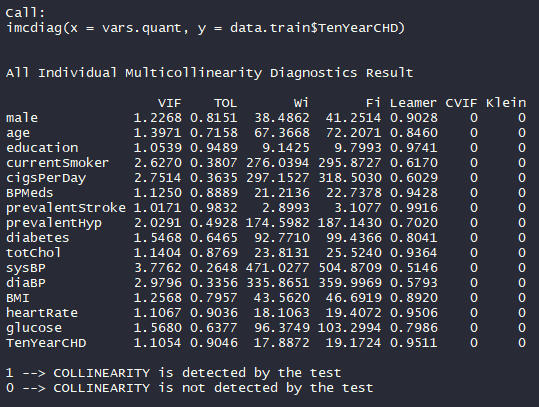 Call:
imcdiag(x = vars.quant, y = data.train$TenYearCHD)
All Individual Multicollinearity Diagnostics Result
VIF TOL Wi Fi Leamer CVIF Klein
male 1.2268 0.8151 38.4862 41.2514 0.9028 0 0
age 1.3971 0.7158 67.3668 72.2071 0.8460 0 0
education 1.0539 0.9489 9.1425 9.7993 0.9741 0 0
currentSmoker 2.6270 0.3807 276.0394 295.8727 0.6170 0 0
cigsPerDay 2.7514 0.3635 297.1527 318.5030 0.6029 0 0
BPMeds 1.1250 0.8889 21.2136 22.7378 0.9428 0 0
prevalentStroke 1.0171 0.9832 2.8993 3.1077 0.9916 0 0
prevalentHyp 2.0291 0.4928 174.5982 187.1430 0.7020 0 0
diabetes 1.5468 0.6465 92.7710 99.4366 0.8041 0 0
totChol 1.1404 0.8769 23.8131 25.5240 0.9364 0 0
sysBP 3.7762 0.2648 471.0277 504.8709 0.5146 0 0
diaBP 2.9796 0.3356 335.8651 359.9969 0.5793 0 0
BMI 1.2568 0.7957 43.5620 46.6919 0.8920 0 0
heartRate 1.1067 0.9036 18.1063 19.4072 0.9506 0 0
glucose 1.5680 0.6377 96.3749 103.2994 0.7986 0 0
TenYearCHD 1.1054 0.9046 17.8872 19.1724 0.9511 0 0
1 --> COLLINEARITY is detected by the test
0 --> COLLINEARITY is not detected by the test